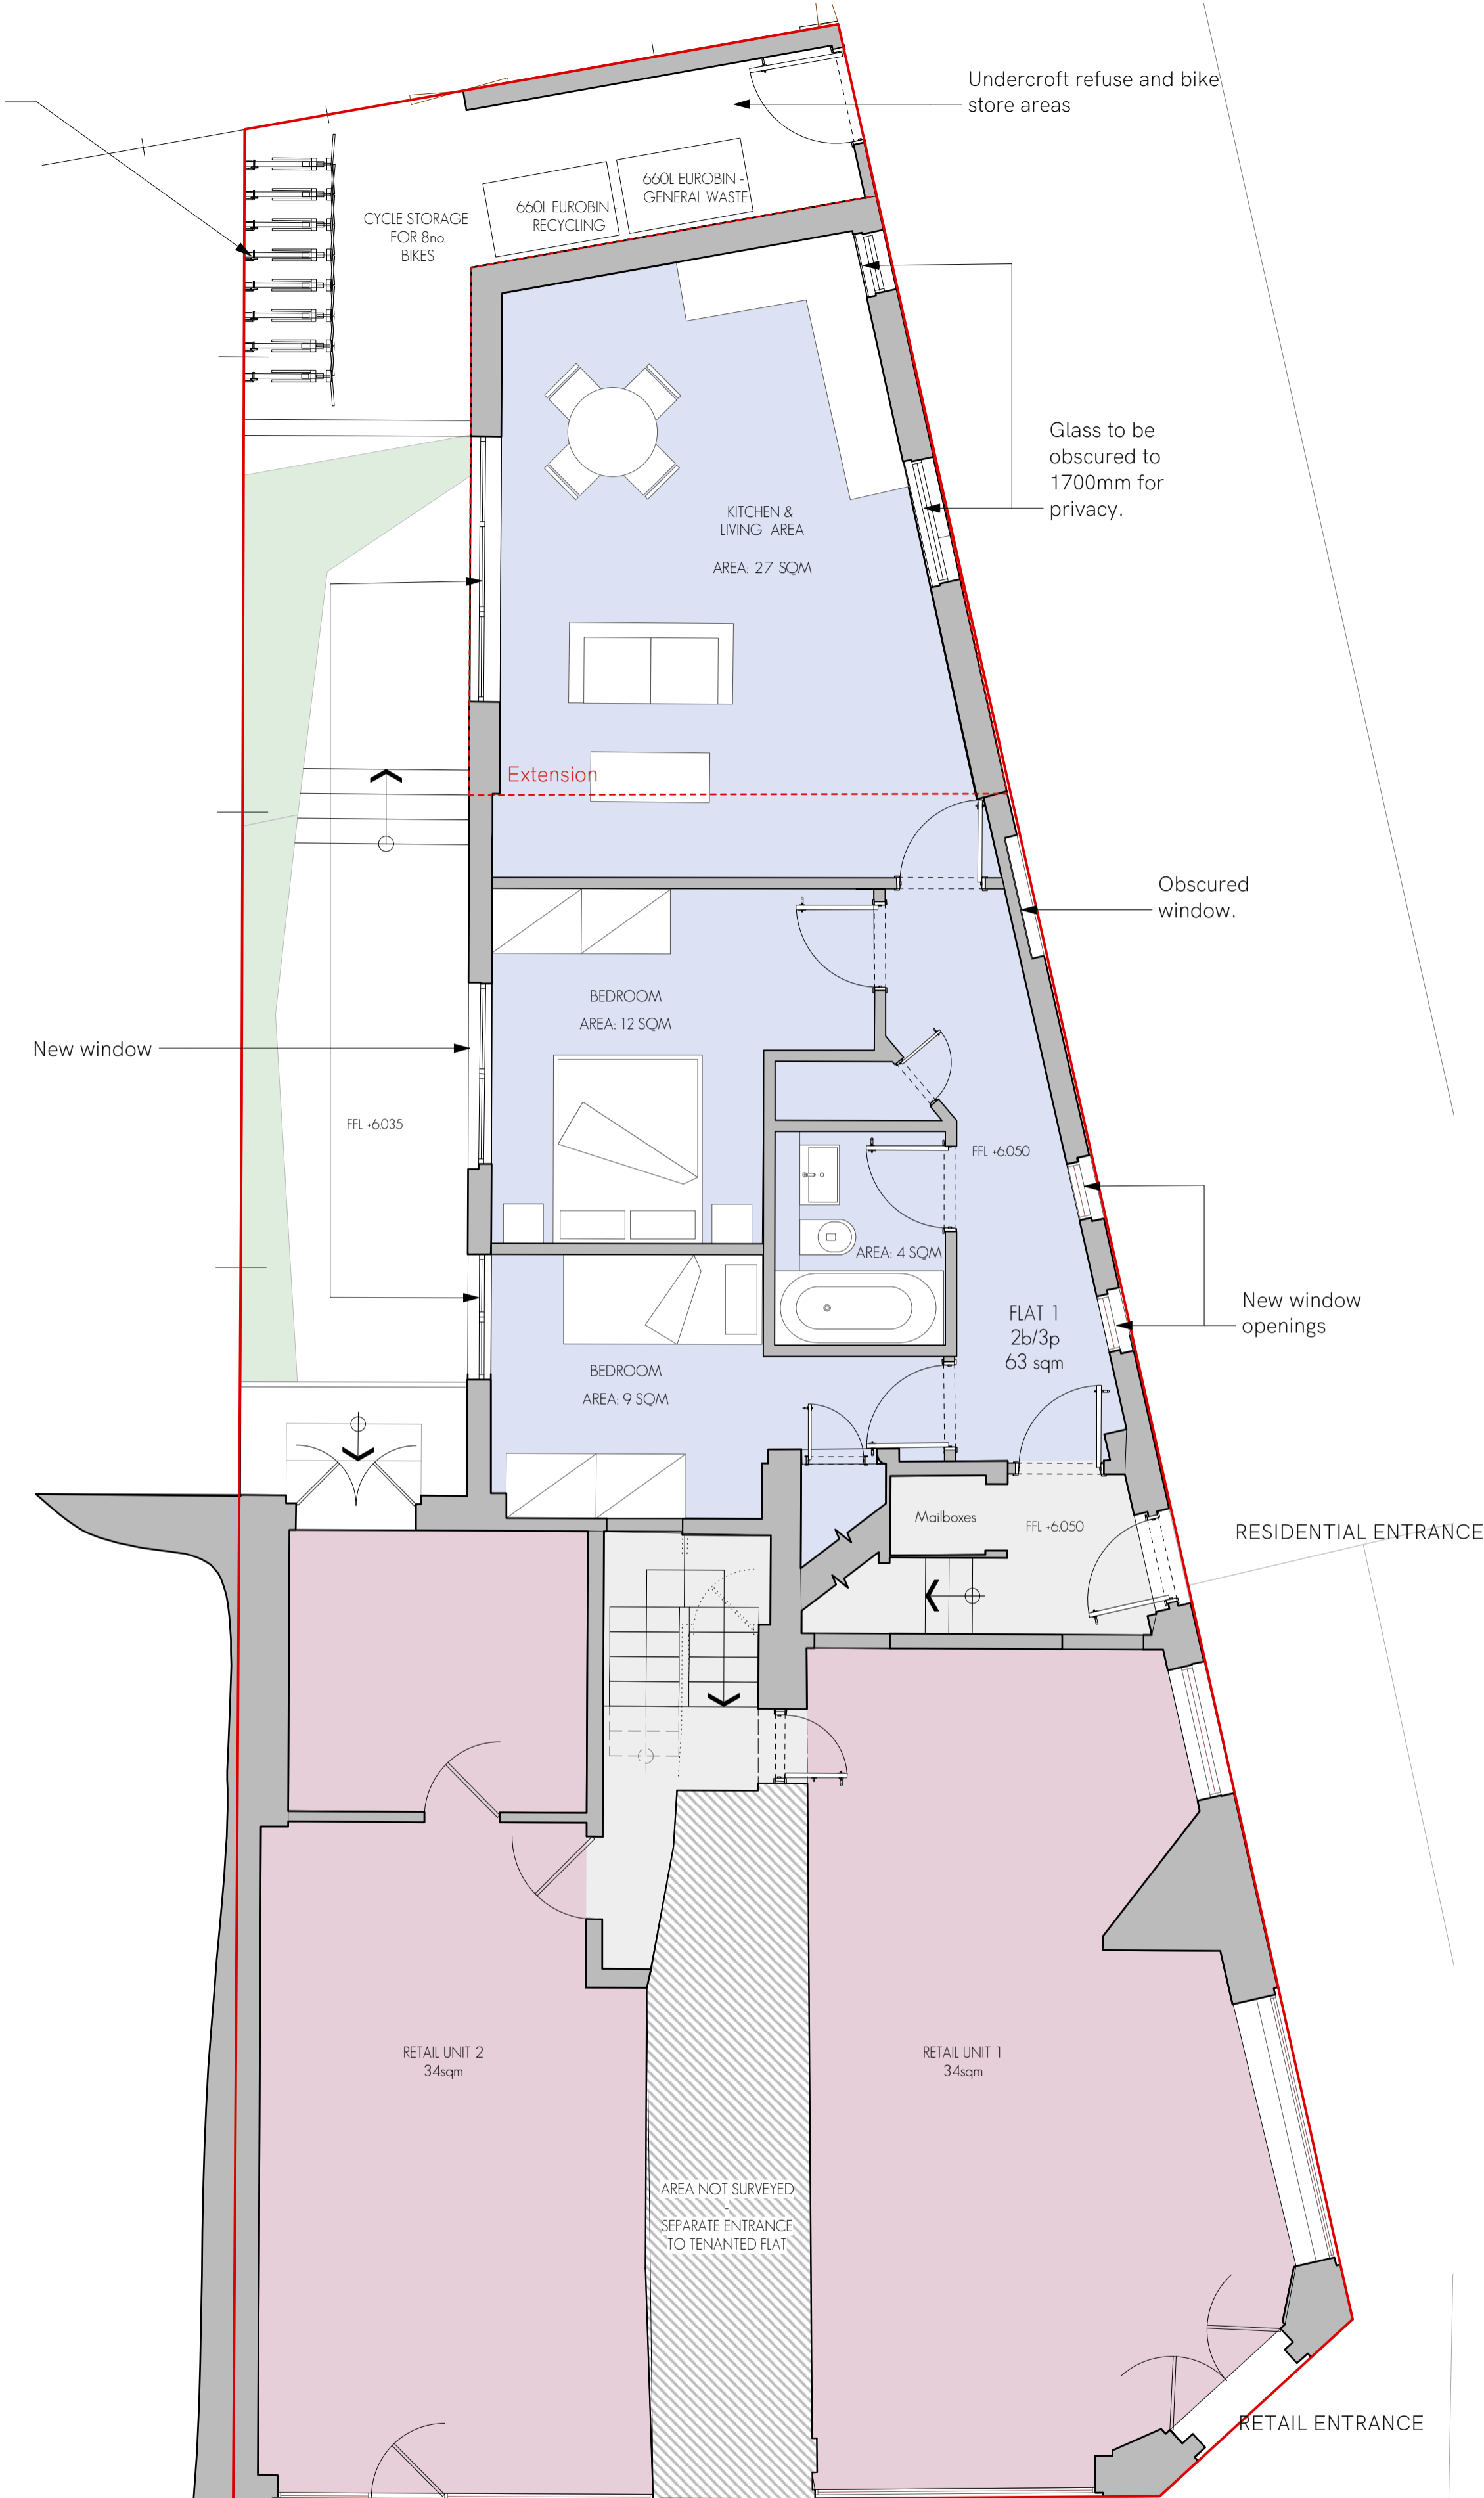 Undercroft refuse and bike
store areas
660L EUROBIN -
GENERAL WASTE
660L EUROBIN -
RECYCLING
CYCLE STORAGE
FOR 8no.
BIKES
Glass to be
obscured to
1700mm for
privacy.
KITCHEN &
LIVING AREA
AREA: 27 SQM
Extension
Obscured
window.
BEDROOM
AREA: 12 SQM
New window
FFL +6.035
FFL +6.050
AREA: 4 SQM
New window
openings
FLAT 1
2b/3p
63 sqm
BEDROOM
AREA: 9 SQM
Mailboxes
FFL +6.050
RESIDENTIAL ENTRANCE
RETAIL UNIT 2
34sqm
RETAIL UNIT 1
34sqm
AREA NOT SURVEYED
-
SEPARATE ENTRANCE
TO TENANTED FLAT
RETAIL ENTRANCE